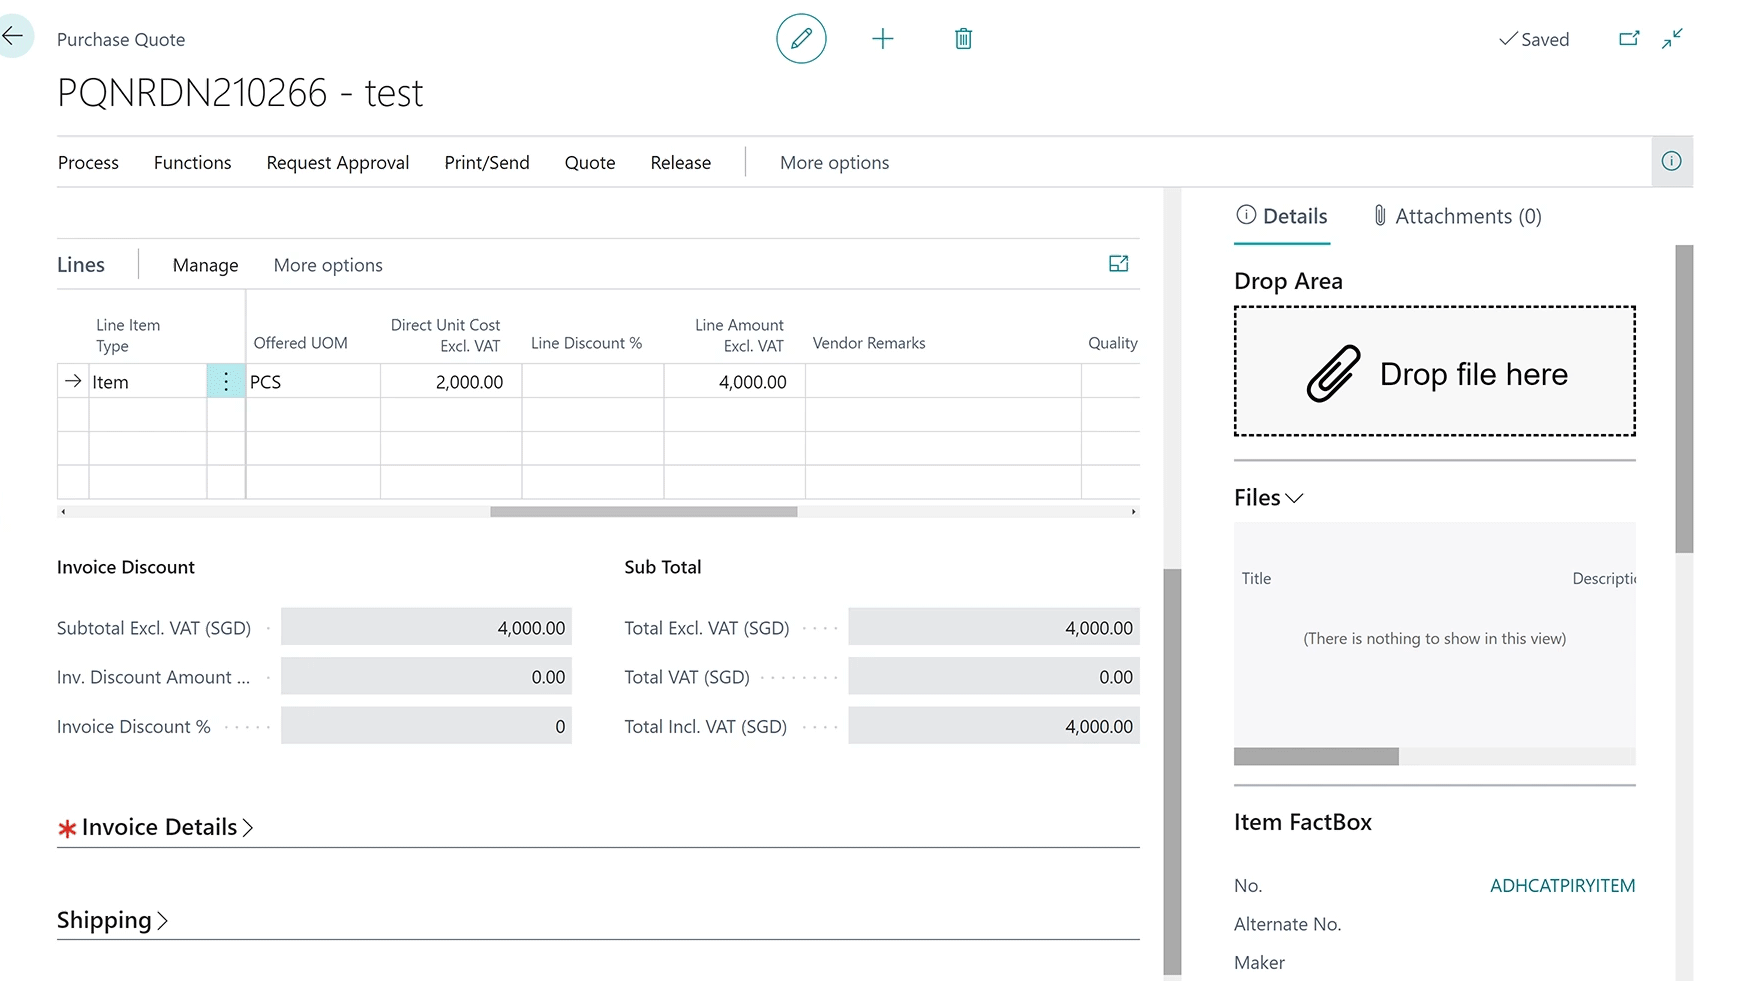 Purchase Quote
Saved
PQNRDN210266 - test
Process Functions Request Approval Print/Send Quote Release More options
Details Attachments (0)
Lines Manage More options
Drop Area
Line Item Type
Offered UOM
Direct Unit Cost Excl. VAT
Line Discount %
Line Amount Excl. VAT
Vendor Remarks
Quality
Item PCS 2,000.00 4,000.00
Drop file here
Files
Title Descripti
(There is nothing to show in this view)
Invoice Discount
Subtotal Excl. VAT (SGD) 4,000.00
Inv. Discount Amount ... 0.00
Invoice Discount % 0
Sub Total
Total Excl. VAT (SGD) 4,000.00
Total VAT (SGD) 0.00
Total Incl. VAT (SGD) 4,000.00
* Invoice Details
Shipping
Item FactBox
No. ADHCATPIRYITEM
Alternate No.
Maker